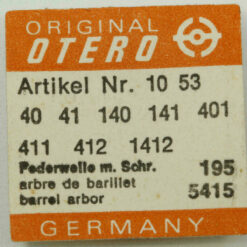 ORIGINAL
OTERO
Artikel Nr. 10 53
40 41 140 141 401
411 412 1412
Federwelle m. Schr. 195
arbre de barillet 5415
barrel arbor
GERMANY